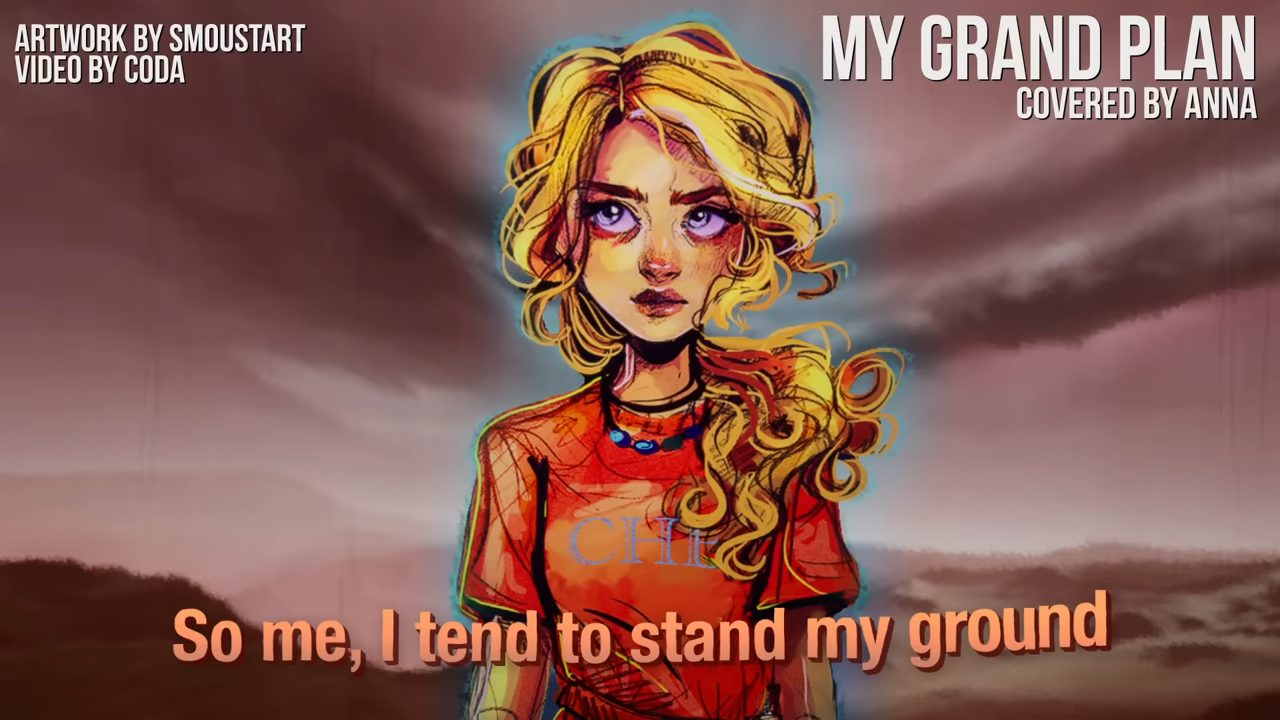 ARTWORK BY SMOUSTART
VIDEO BY CODA
MY GRAND PLAN
COVERED BY ANNA
CHE
So me, I tend to stand my ground